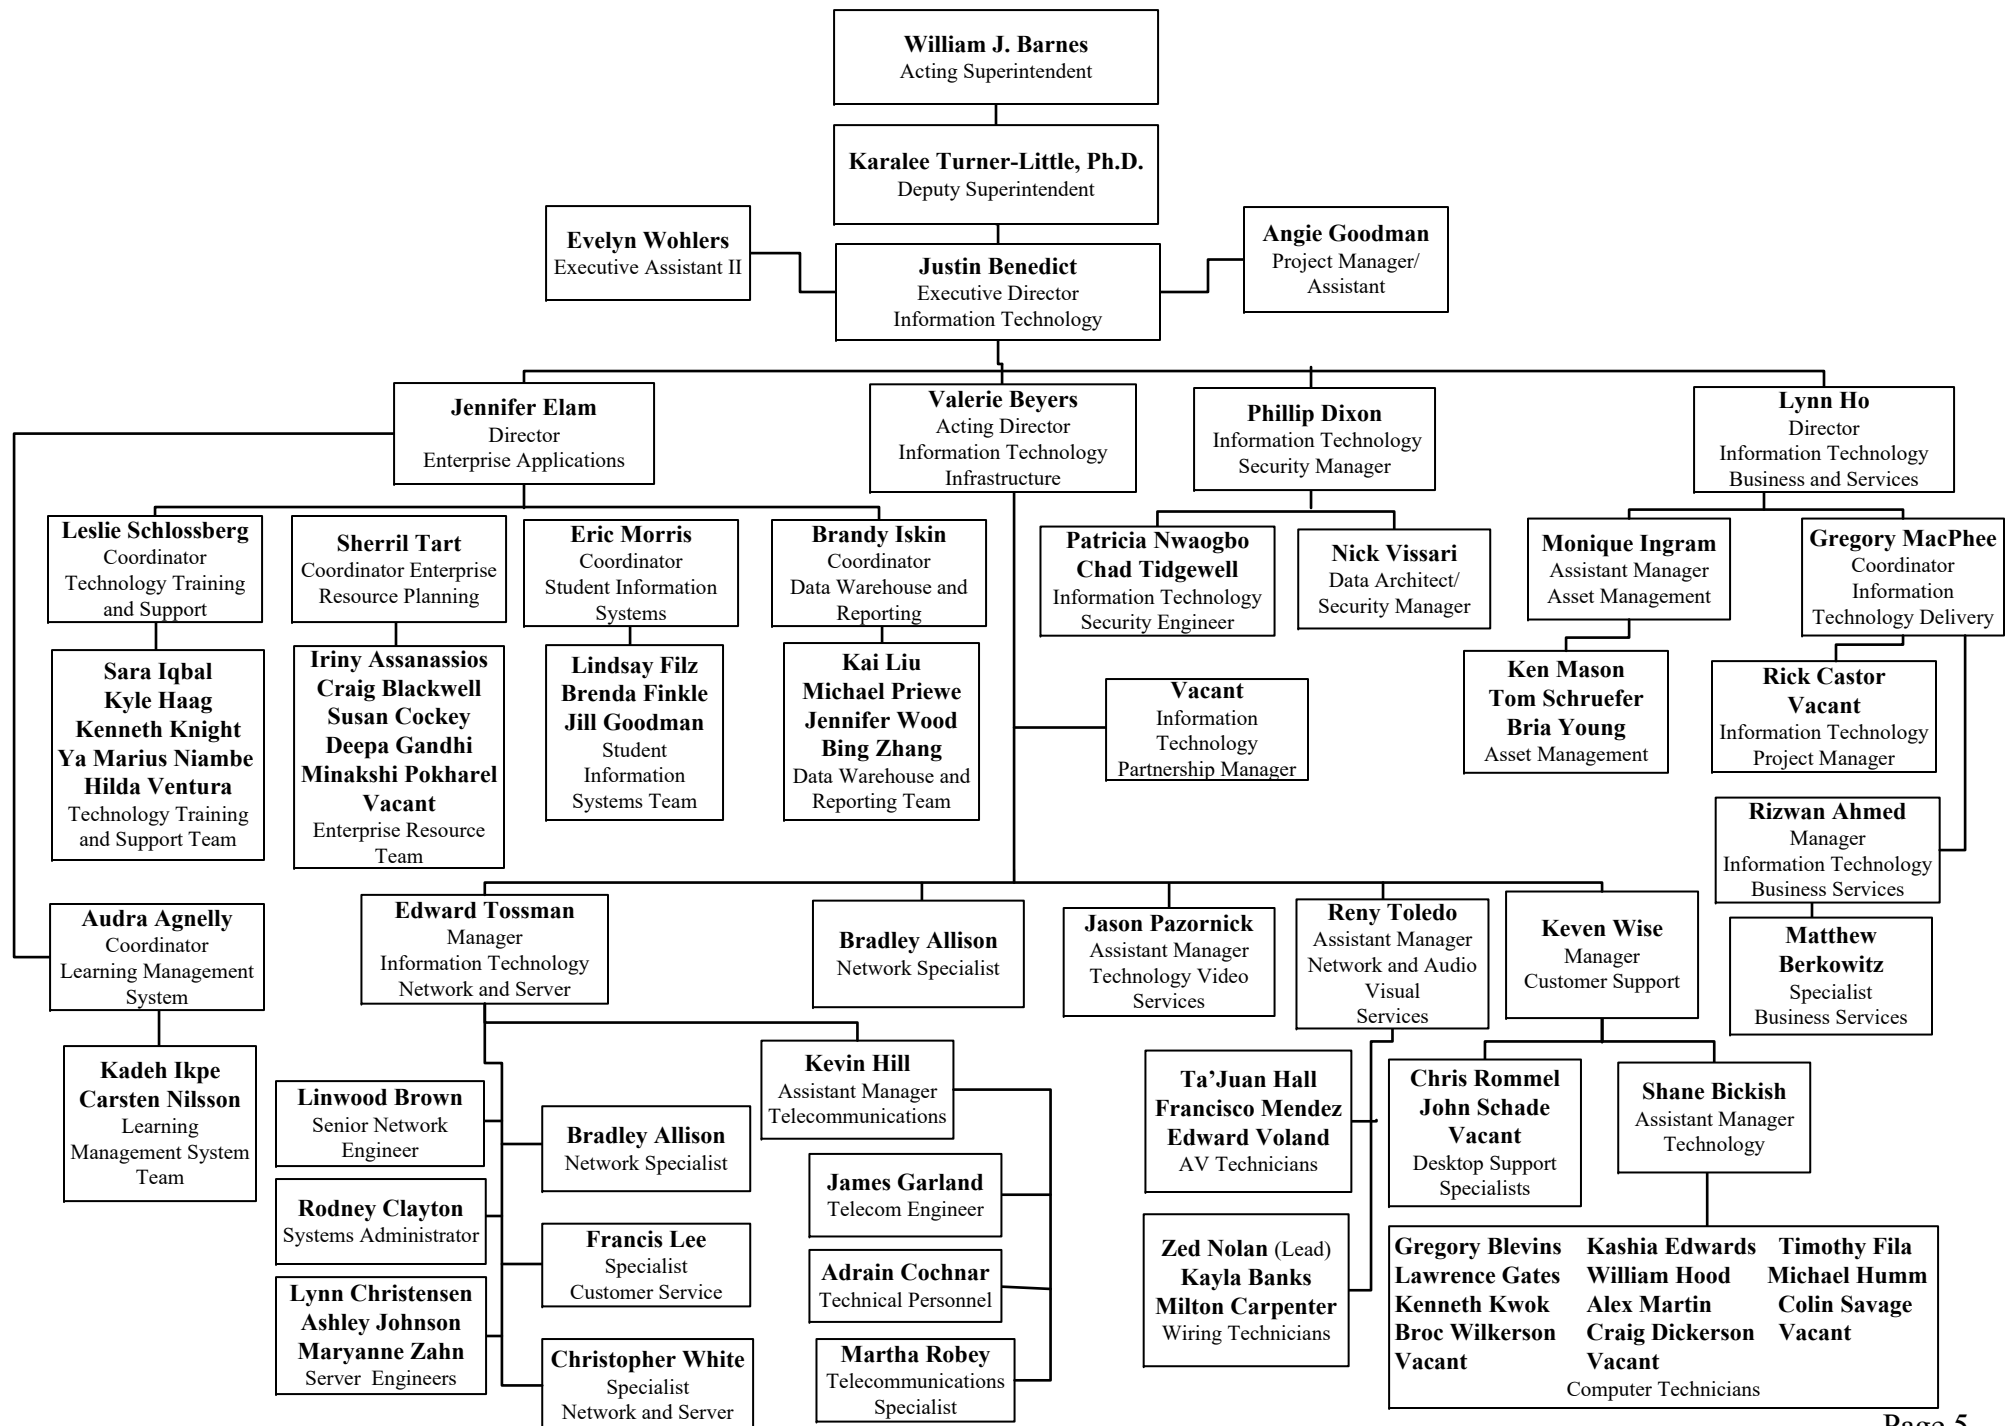 William J. Barnes
Acting Superintendent
Karalee Turner-Little, Ph.D.
Deputy Superintendent
Evelyn Wohlers
Executive Assistant II
Justin Benedict
Executive Director
Information Technology
Angie Goodman
Project Manager/
Assistant
Jennifer Elam
Director
Enterprise Applications
Valerie Beyers
Acting Director
Information Technology
Infrastructure
Phillip Dixon
Information Technology
Security Manager
Lynn Ho
Director
Information Technology
Business and Services
Leslie Schlossberg
Coordinator
Technology Training
and Support
Sherril Tart
Coordinator Enterprise
Resource Planning
Eric Morris
Coordinator
Student Information
Systems
Brandy Iskin
Coordinator
Data Warehouse and
Reporting
Patricia Nwaogbo
Chad Tidgewell
Information Technology
Security Engineer
Nick Vissari
Data Architect/
Security Manager
Monique Ingram
Assistant Manager
Asset Management
Gregory MacPhee
Coordinator
Information
Technology Delivery
Sara Iqbal
Kyle Haag
Kenneth Knight
Ya Marius Niambe
Hilda Ventura
Technology Training
and Support Team
Iriny Assanassios
Craig Blackwell
Susan Cockey
Deepa Gandhi
Minakshi Pokharel
Vacant
Enterprise Resource
Team
Lindsay Filz
Brenda Finkle
Jill Goodman
Student
Information
Systems Team
Kai Liu
Michael Priewe
Jennifer Wood
Bing Zhang
Data Warehouse and
Reporting Team
Vacant
Information
Technology
Partnership Manager
Ken Mason
Tom Schruefer
Bria Young
Asset Management
Rick Castor
Vacant
Information Technology
Project Manager
Rizwan Ahmed
Manager
Information Technology
Business Services
Audra Agnelly
Coordinator
Learning Management
System
Edward Tossman
Manager
Information Technology
Network and Server
Bradley Allison
Network Specialist
Jason Pazornick
Assistant Manager
Technology Video
Services
Reny Toledo
Assistant Manager
Network and Audio
Visual
Services
Keven Wise
Manager
Customer Support
Matthew
Berkowitz
Specialist
Business Services
Kadeh Ikpe
Carsten Nilsson
Learning
Management System
Team
Linwood Brown
Senior Network
Engineer
Bradley Allison
Network Specialist
Kevin Hill
Assistant Manager
Telecommunications
Ta’Juan Hall
Francisco Mendez
Edward Voland
AV Technicians
Chris Rommel
John Schade
Vacant
Desktop Support
Specialists
Shane Bickish
Assistant Manager
Technology
Rodney Clayton
Systems Administrator
Francis Lee
Specialist
Customer Service
James Garland
Telecom Engineer
Adrain Cochnar
Technical Personnel
Zed Nolan (Lead)
Kayla Banks
Milton Carpenter
Wiring Technicians
Gregory Blevins Kashia Edwards Timothy Fila
Lawrence Gates William Hood Michael Humm
Kenneth Kwok Alex Martin Colin Savage
Broc Wilkerson Craig Dickerson Vacant
Vacant Vacant
Computer Technicians
Lynn Christensen
Ashley Johnson
Maryanne Zahn
Server Engineers
Christopher White
Specialist
Network and Server
Martha Robey
Telecommunications
Specialist
Page 5